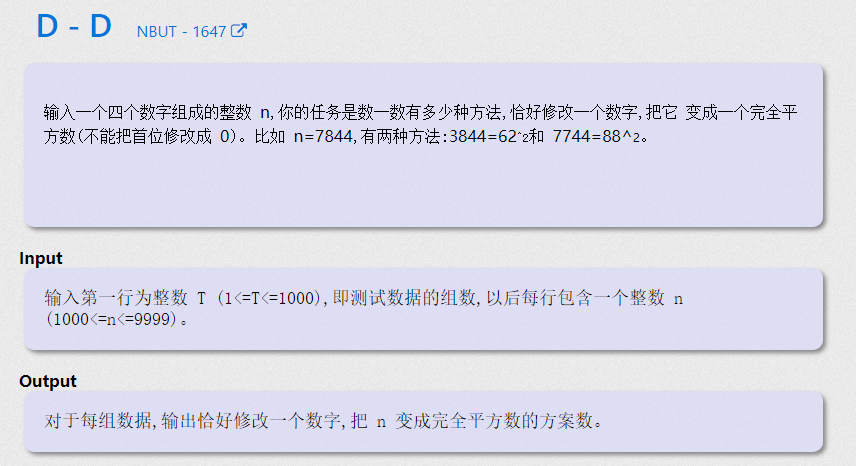 D - D NBUT - 1647
输入一个四个数字组成的整数 n,你的任务是数一数有多少种方法,恰好修改一个数字,把它 变成一个完全平
方数(不能把首位修改成 0)。比如 n=7844,有两种方法:3844=62^2和 7744=88^2。
Input
输入第一行为整数 T (1<=T<=1000),即测试数据的组数,以后每行包含一个整数 n
(1000<=n<=9999)。
Output
对于每组数据,输出恰好修改一个数字,把 n 变成完全平方数的方案数。